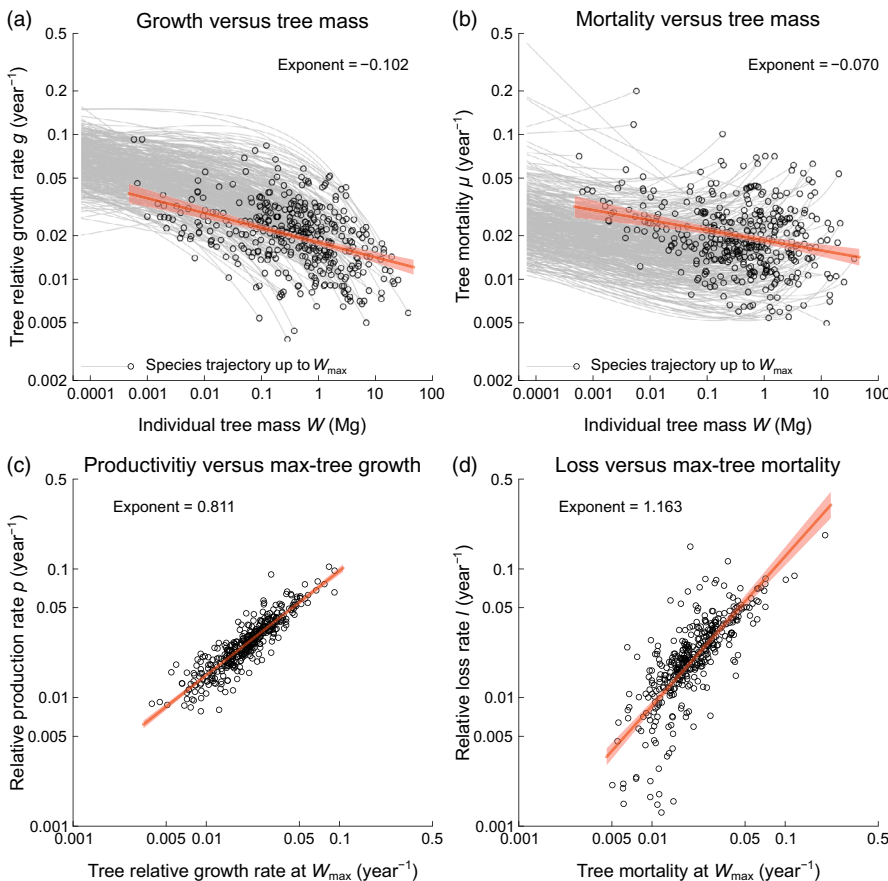 (a) Growth versus tree mass
Exponent = −0.102
Tree relative growth rate g (year⁻¹)
0.5
0.2
0.1
0.05
0.02
0.01
0.005
0.002
Species trajectory up to Wmax
0.0001 0.001 0.01 0.1 1 10 100
Individual tree mass W (Mg)
(b) Mortality versus tree mass
Exponent = −0.070
Tree mortality μ (year⁻¹)
0.5
0.2
0.1
0.05
0.02
0.01
0.005
0.002
Species trajectory up to Wmax
0.0001 0.001 0.01 0.1 1 10 100
Individual tree mass W (Mg)
(c) Productivitiy versus max-tree growth
Exponent = 0.811
Relative production rate p (year⁻¹)
0.5
0.1
0.05
0.01
0.005
0.001
0.001 0.005 0.01 0.05 0.1 0.5
Tree relative growth rate at Wmax (year⁻¹)
(d) Loss versus max-tree mortality
Exponent = 1.163
Relative loss rate l (year⁻¹)
0.5
0.1
0.05
0.01
0.005
0.001
0.001 0.005 0.01 0.05 0.1 0.5
Tree mortality at Wmax (year⁻¹)